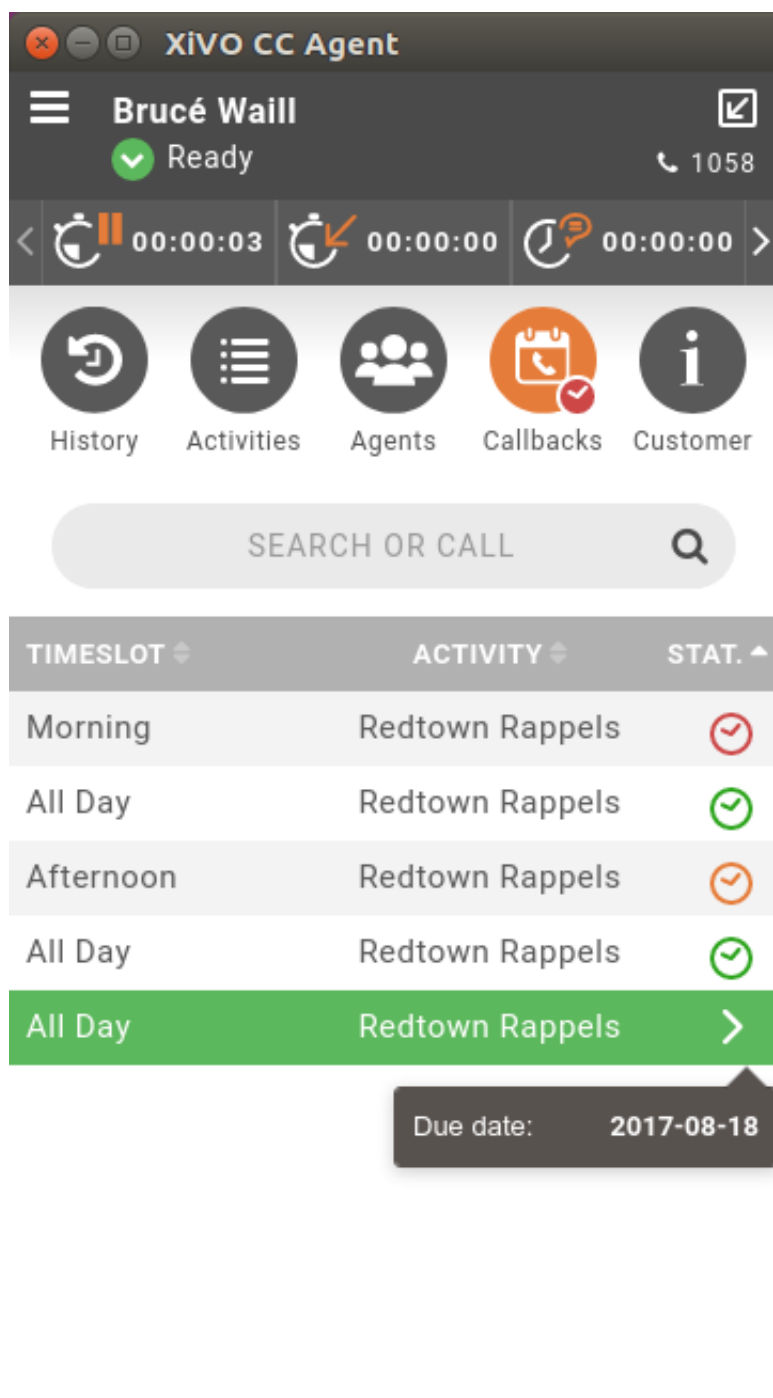 XiVO CC Agent
Brucé Waill
Ready
1058
00:00:03 00:00:00 00:00:00
History Activities Agents Callbacks Customer
SEARCH OR CALL
TIMESLOT ACTIVITY STAT.
Morning Redtown Rappels
All Day Redtown Rappels
Afternoon Redtown Rappels
All Day Redtown Rappels
All Day Redtown Rappels
Due date: 2017-08-18